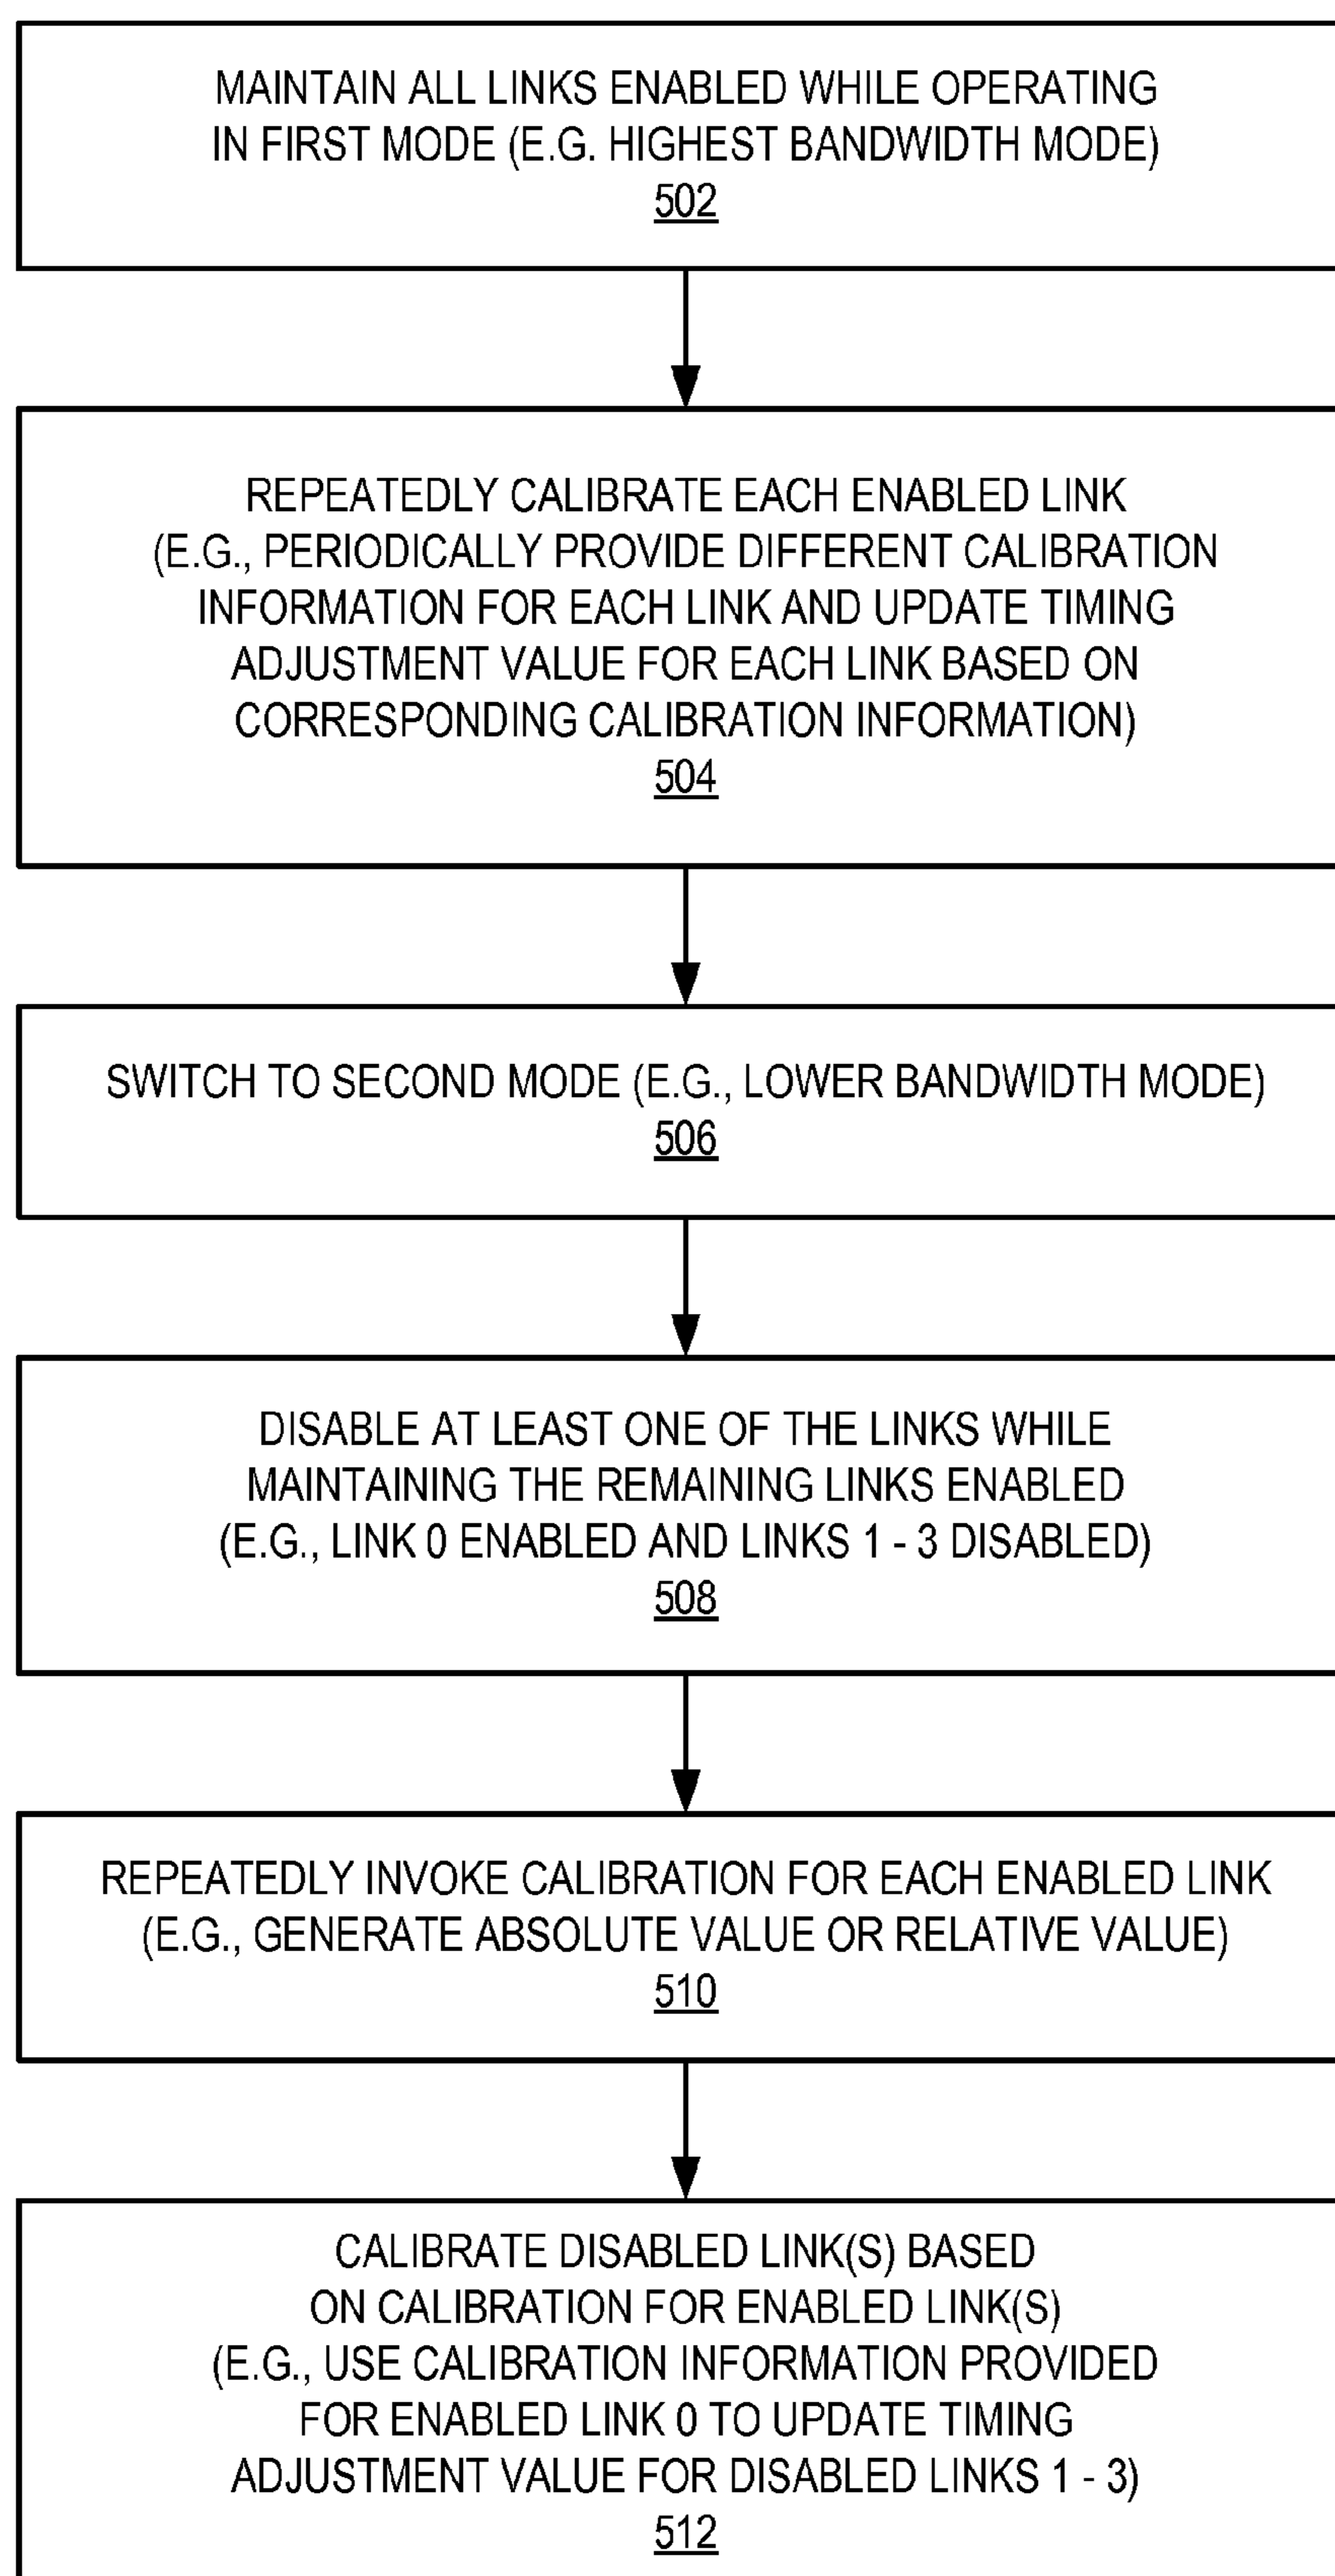 MAINTAIN ALL LINKS ENABLED WHILE OPERATING
IN FIRST MODE (E.G. HIGHEST BANDWIDTH MODE)
502
REPEATEDLY CALIBRATE EACH ENABLED LINK
(E.G., PERIODICALLY PROVIDE DIFFERENT CALIBRATION
INFORMATION FOR EACH LINK AND UPDATE TIMING
ADJUSTMENT VALUE FOR EACH LINK BASED ON
CORRESPONDING CALIBRATION INFORMATION)
504
SWITCH TO SECOND MODE (E.G., LOWER BANDWIDTH MODE)
506
DISABLE AT LEAST ONE OF THE LINKS WHILE
MAINTAINING THE REMAINING LINKS ENABLED
(E.G., LINK 0 ENABLED AND LINKS 1 - 3 DISABLED)
508
REPEATEDLY INVOKE CALIBRATION FOR EACH ENABLED LINK
(E.G., GENERATE ABSOLUTE VALUE OR RELATIVE VALUE)
510
CALIBRATE DISABLED LINK(S) BASED
ON CALIBRATION FOR ENABLED LINK(S)
(E.G., USE CALIBRATION INFORMATION PROVIDED
FOR ENABLED LINK 0 TO UPDATE TIMING
ADJUSTMENT VALUE FOR DISABLED LINKS 1 - 3)
512